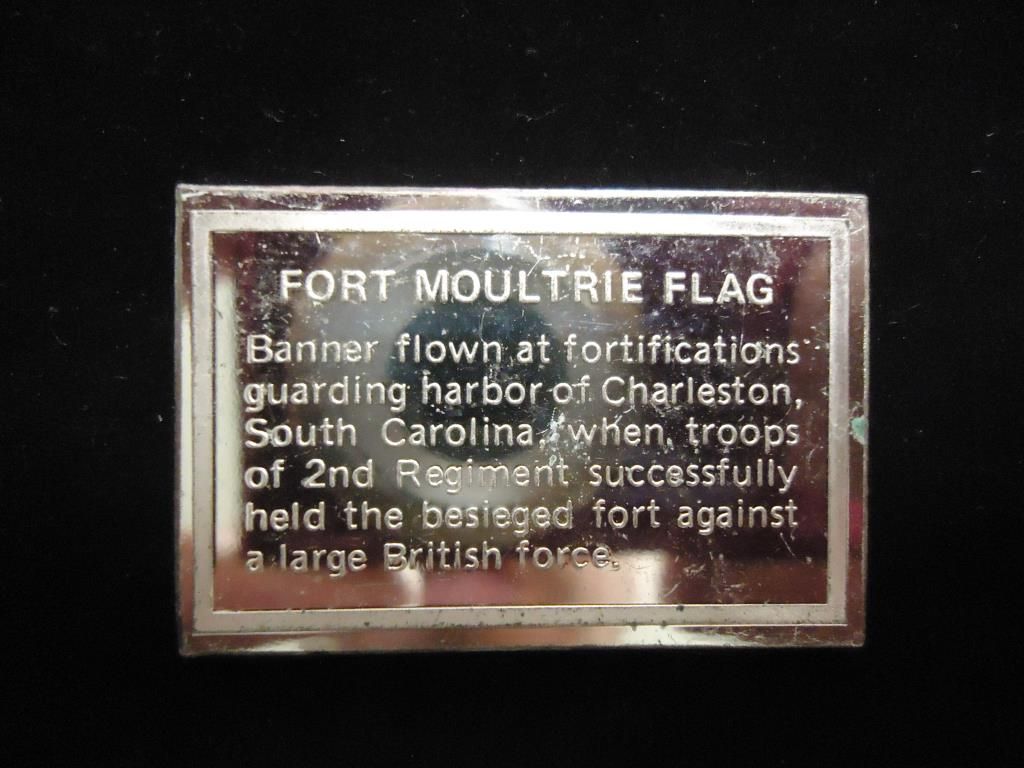 FORT MOULTRIE FLAG
Banner flown at fortifications
guarding harbor of Charleston,
South Carolina, when troops
of 2nd Regiment successfully
held the besieged fort against
a large British force.